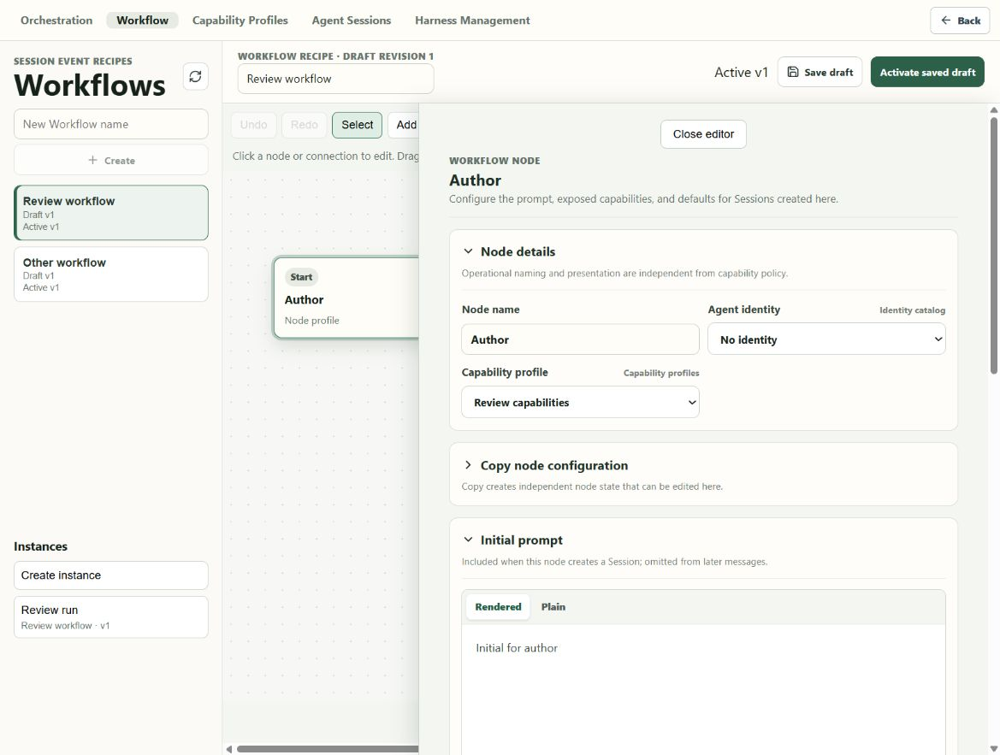 Orchestration
Workflow
Capability Profiles
Agent Sessions
Harness Management
Back
SESSION EVENT RECIPES
Workflows
New Workflow name
Create
Review workflow
Draft v1
Active v1
Other workflow
Draft v1
Active v1
Instances
Create instance
Review run
Review workflow · v1
WORKFLOW RECIPE · DRAFT REVISION 1
Review workflow
Active v1
Save draft
Activate saved draft
Undo
Redo
Select
Add
Click a node or connection to edit. Drag
Start
Author
Node profile
Close editor
WORKFLOW NODE
Author
Configure the prompt, exposed capabilities, and defaults for Sessions created here.
Node details
Operational naming and presentation are independent from capability policy.
Node name
Author
Agent identity
Identity catalog
No identity
Capability profile
Capability profiles
Review capabilities
Copy node configuration
Copy creates independent node state that can be edited here.
Initial prompt
Included when this node creates a Session; omitted from later messages.
Rendered
Plain
Initial for author